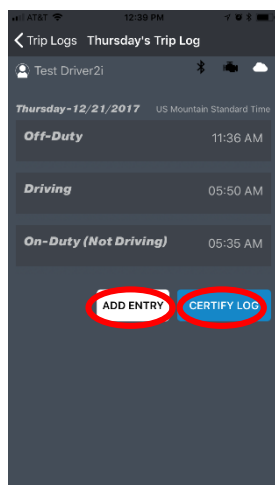 AT&T 12:39 PM
Trip Logs Thursday's Trip Log
Test Driver2i
Thursday-12/21/2017 US Mountain Standard Time
Off-Duty 11:36 AM
Driving 05:50 AM
On-Duty (Not Driving) 05:35 AM
ADD ENTRY CERTIFY LOG